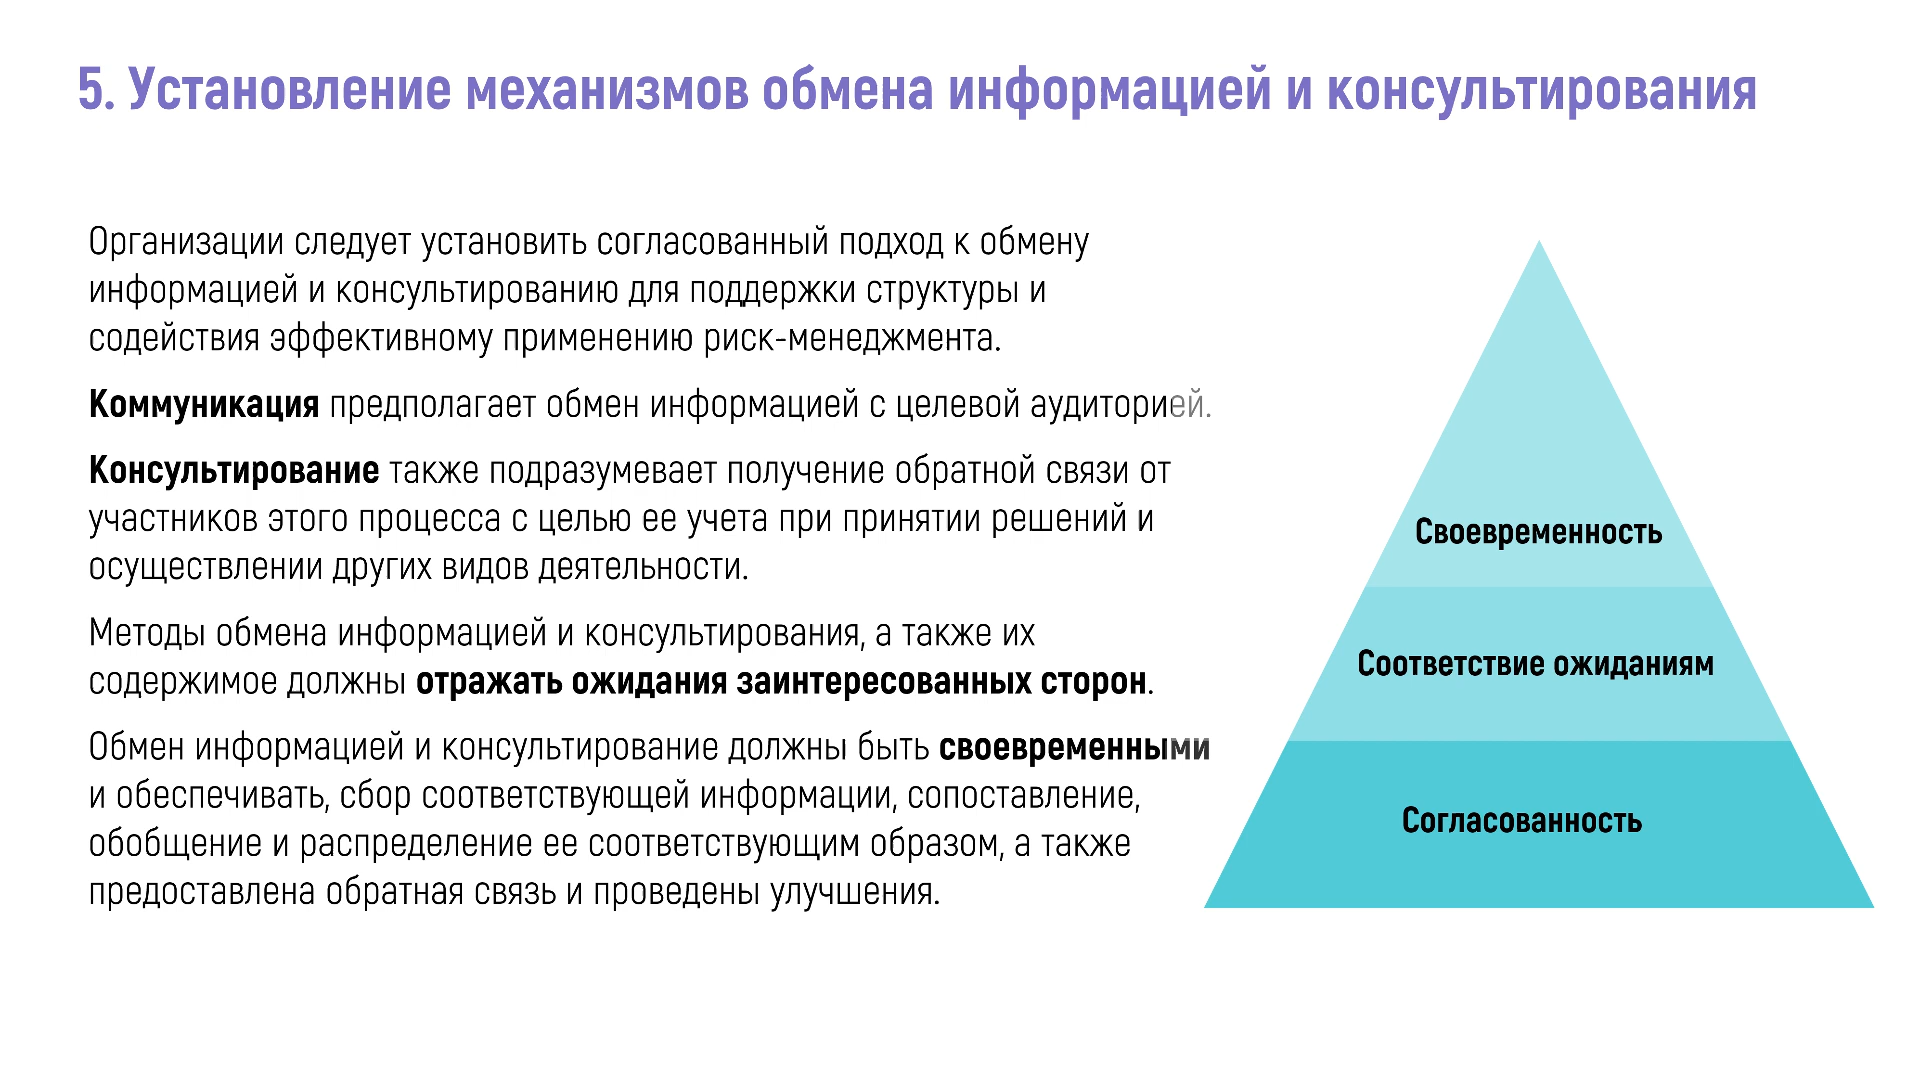 5. Установление механизмов обмена информацией и консультирования
Организации следует установить согласованный подход к обмену
информацией и консультированию для поддержки структуры и
содействия эффективному применению риск-менеджмента.
Коммуникация предполагает обмен информацией с целевой аудиторией.
Консультирование также подразумевает получение обратной связи от
участников этого процесса с целью ее учета при принятии решений и
осуществлении других видов деятельности.
Методы обмена информацией и консультирования, а также их
содержимое должны отражать ожидания заинтересованных сторон.
Обмен информацией и консультирование должны быть своевременными
и обеспечивать, сбор соответствующей информации, сопоставление,
обобщение и распределение ее соответствующим образом, а также
предоставлена обратная связь и проведены улучшения.
Своевременность
Соответствие ожиданиям
Согласованность